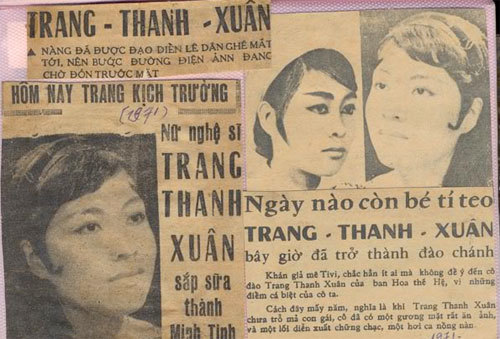 TRANG - THANH - XUÂN
▲ NÀNG ĐÃ ĐƯỢC ĐẠO DIỄN LÊ DÂN GHÉ MẮT
TỚI, NÊN BƯỚC ĐƯỜNG ĐIỆN ẢNH ĐANG
CHỜ ĐÓN TRƯỚC MẮT
HÔM NAY TRANG KỊCH TRƯỜNG
(1971)
Nữ nghệ sĩ
TRANG
THANH
XUÂN
sắp sửa
thành
Minh Tinh
Ngày nào còn bé tí teo
TRANG - THANH - XUÂN
bây giờ đã trở thành đào chánh
Khán giả mê Tivi, chắc hẳn ít ai mà không để ý đến cô
đào Trang Thanh Xuân của ban Hoa thế Hệ, vì những
điểm cá biệt của cô ta.
Cách đây mấy năm, nghĩa là khi Trang Thanh Xuân
chưa trổ mã con gái, cô đã có một gương mặt rất ăn ảnh,
và một lối diễn xuất chững chạc, một hơi ca nồng nàn.
1971